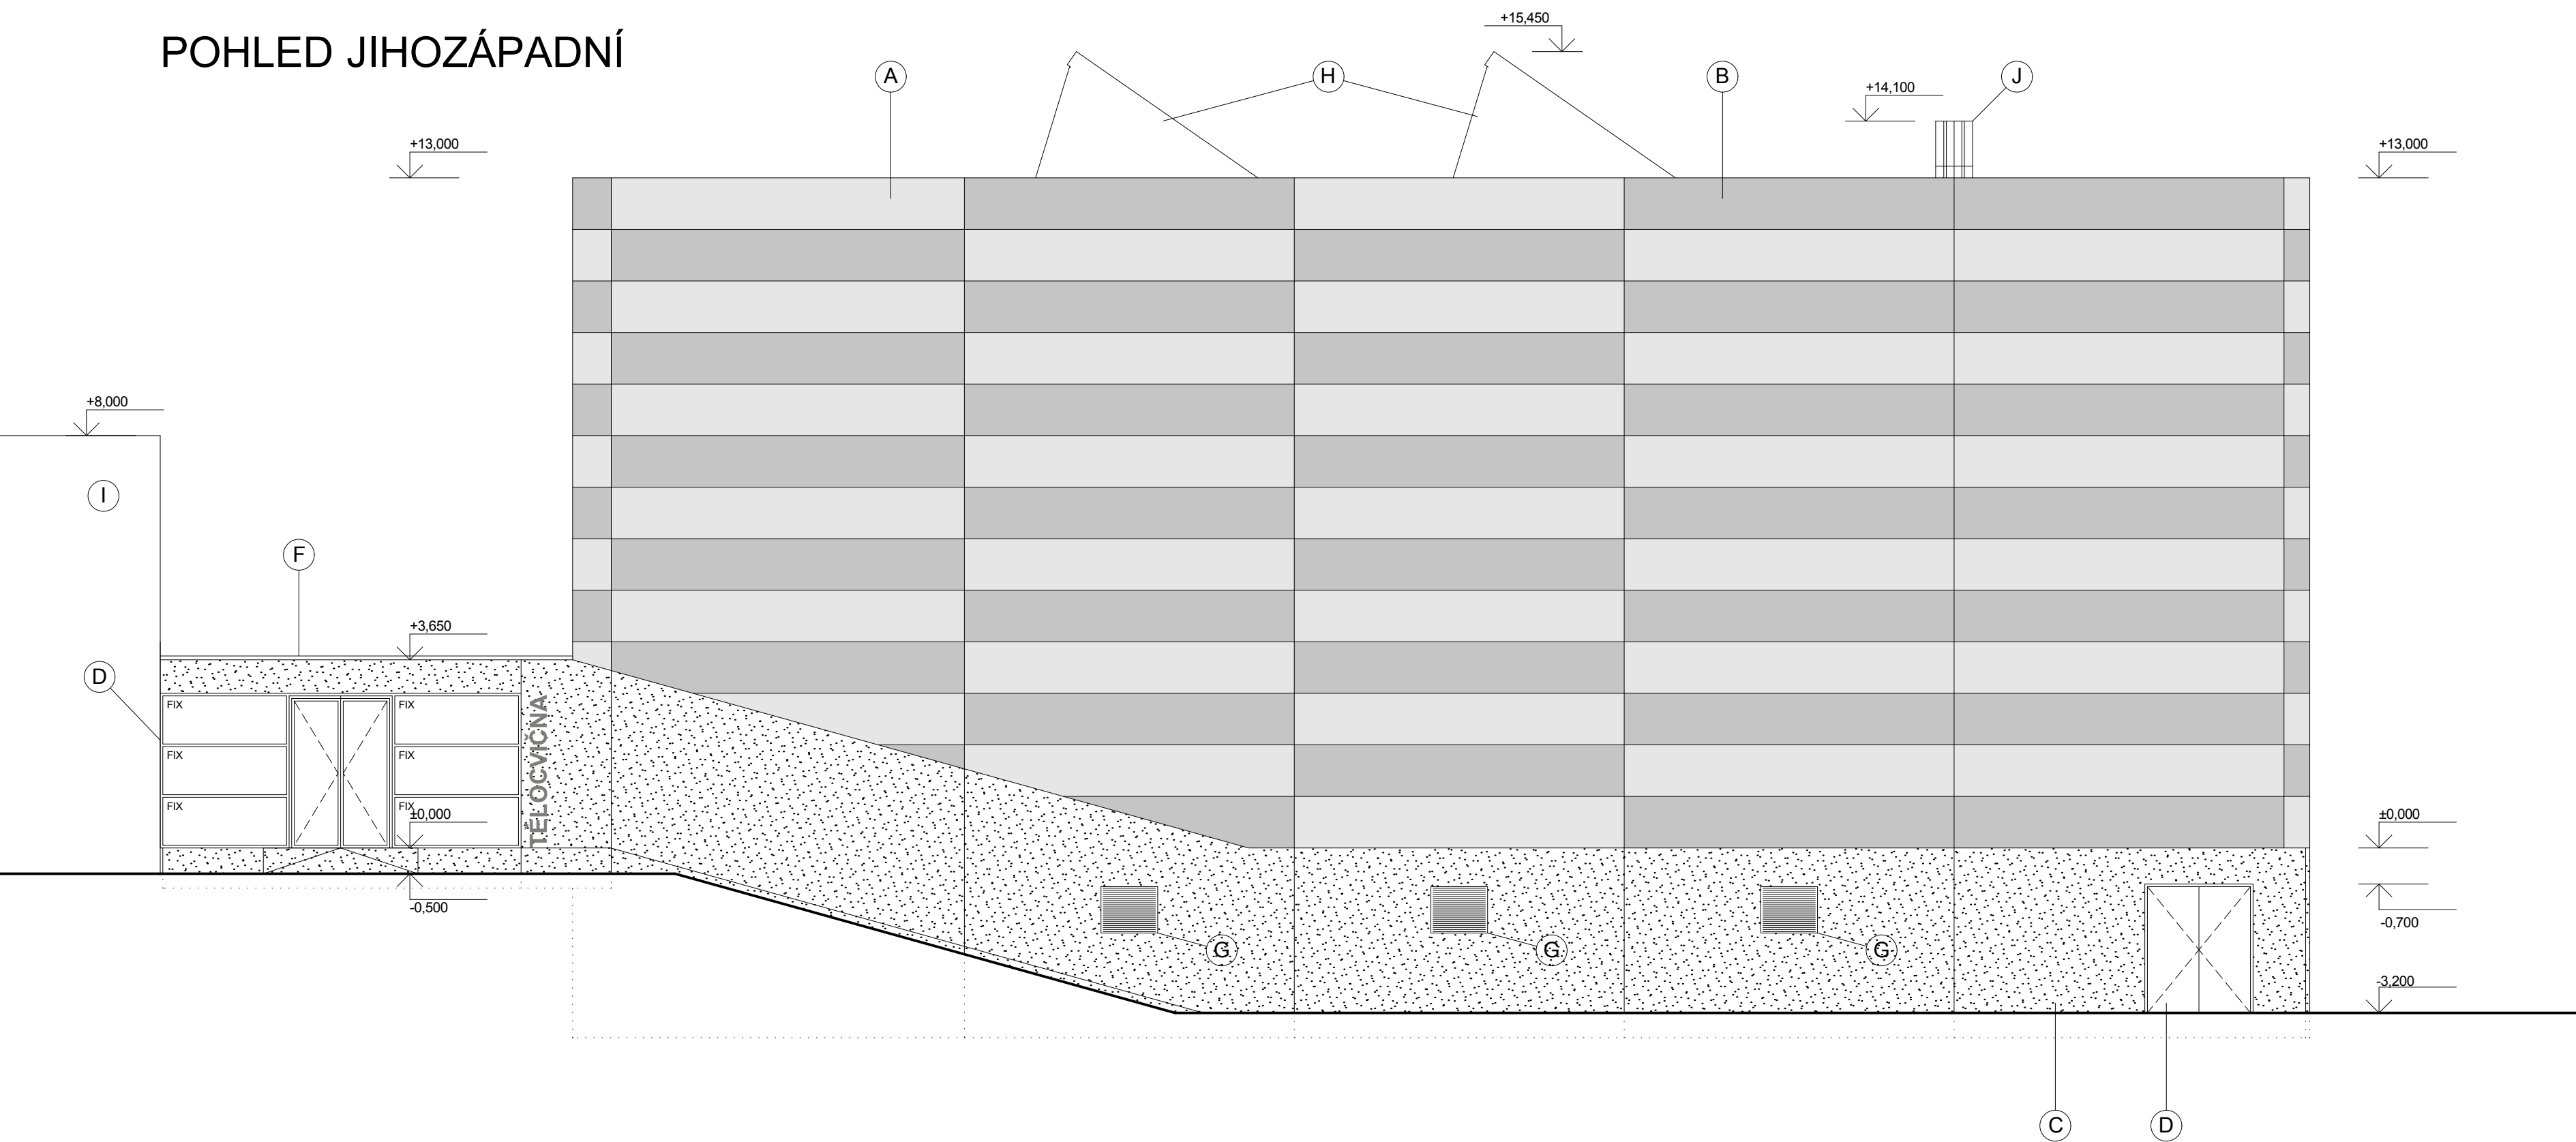 POHLED JIHOZÁPADNÍ
+15,450
A
H
B
J
+14,100
+13,000
+13,000
+8,000
I
F
+3,650
D
FIX
FIX
FIX
FIX
FIX
FIX
TĚLOCVIČNA
±0,000
±0,000
-0,500
-0,700
G
G
G
-3,200
C
D